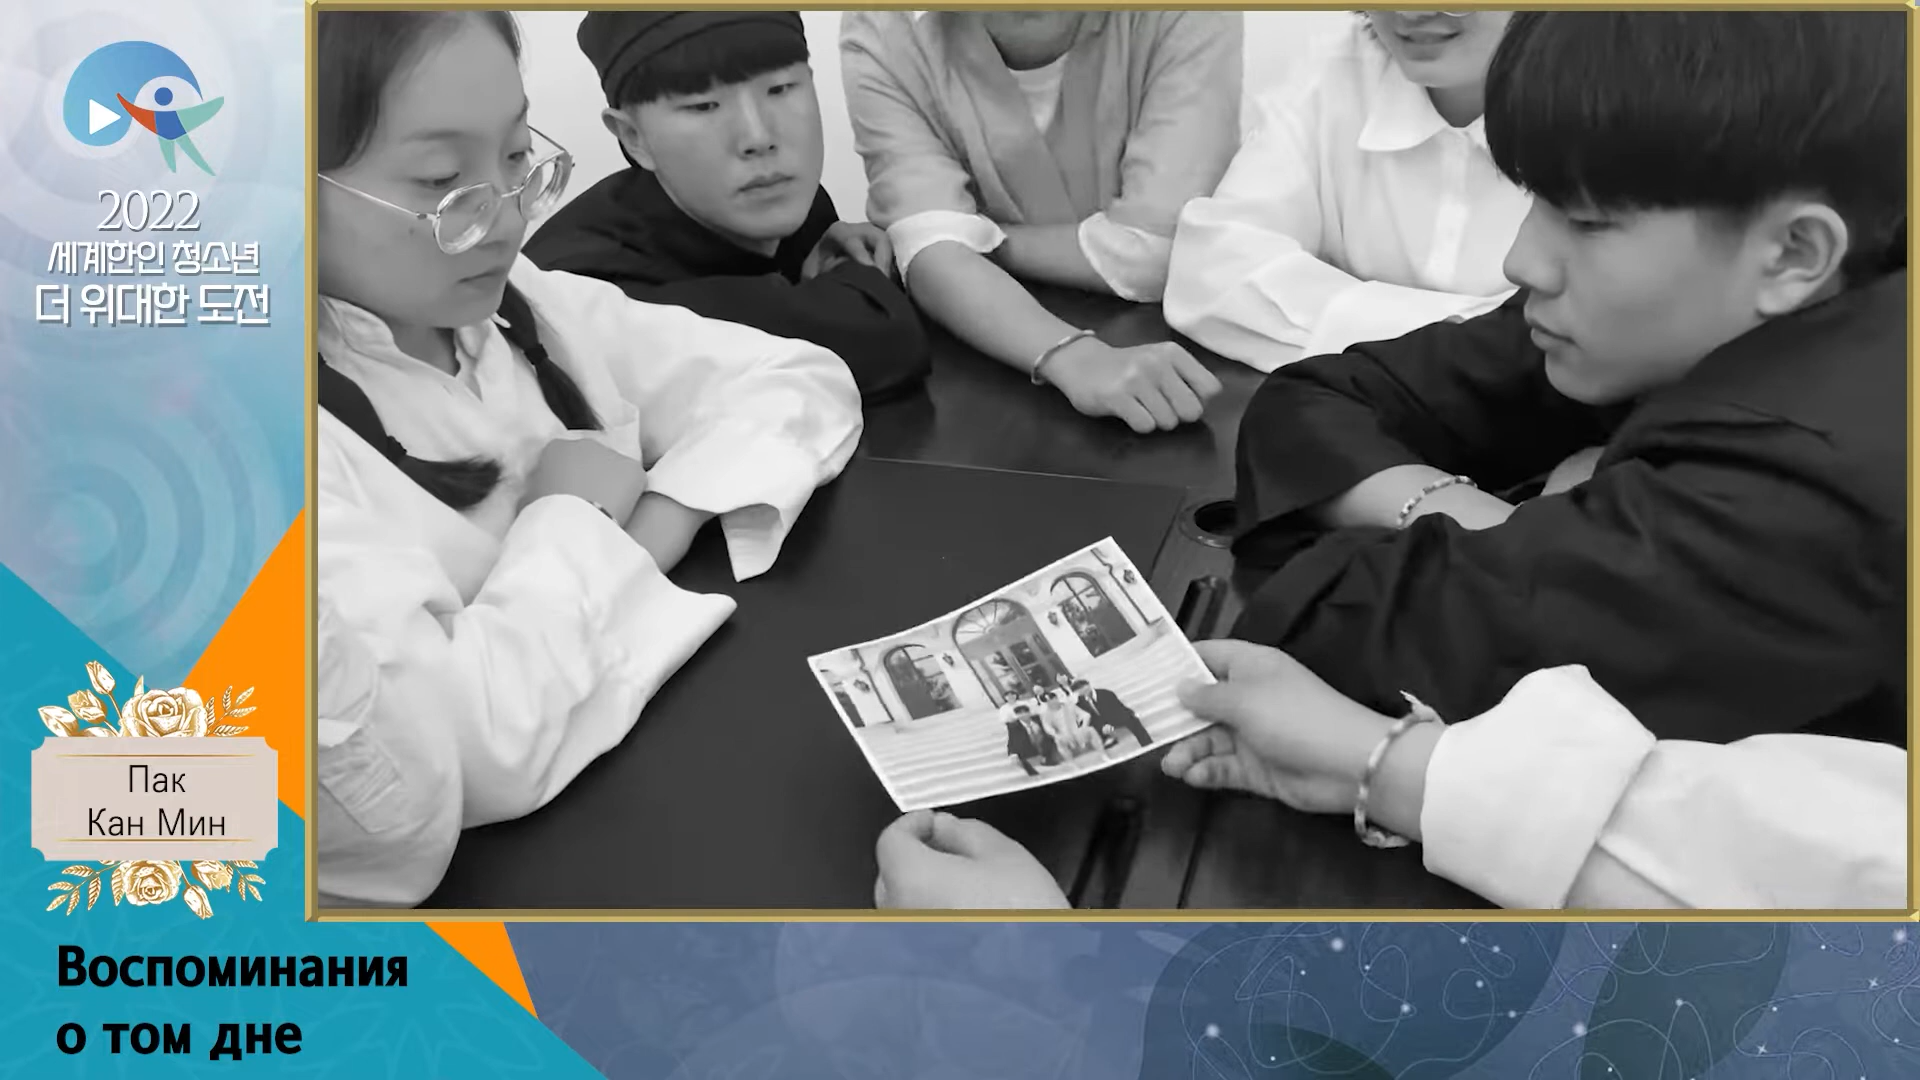 2022
세계한인 청소년
더 위대한 도전
Пак
Кан Мин
Воспоминания
о том дне